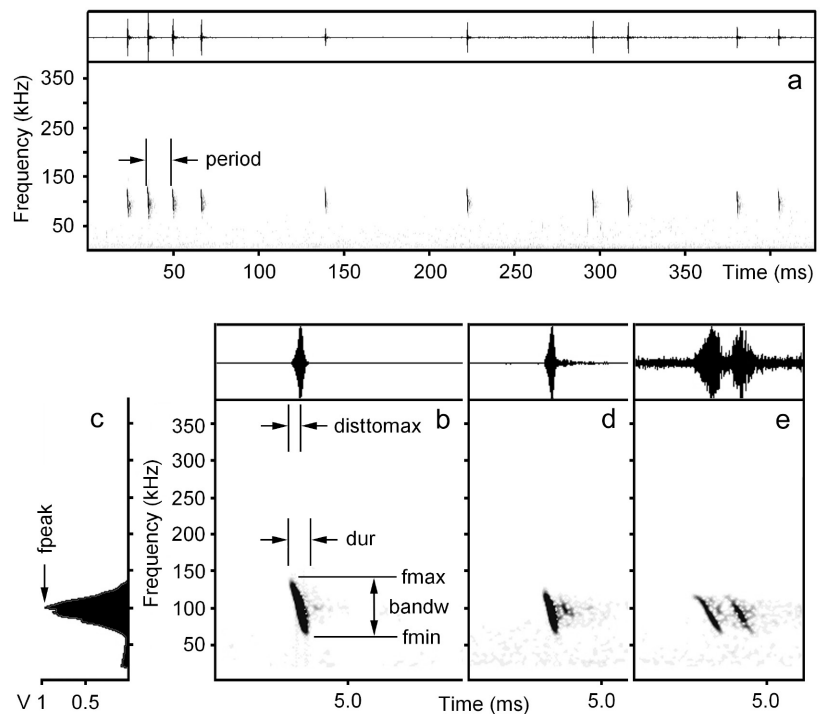 a
Frequency (kHz)
350
250
150
50
period
50 100 150 200 250 300 350 Time (ms)
c
b
d
e
fpeak
V 1 0.5
Frequency (kHz)
350
300
250
200
150
100
50
disttomax
dur
fmax
bandw
fmin
5.0 Time (ms) 5.0 5.0